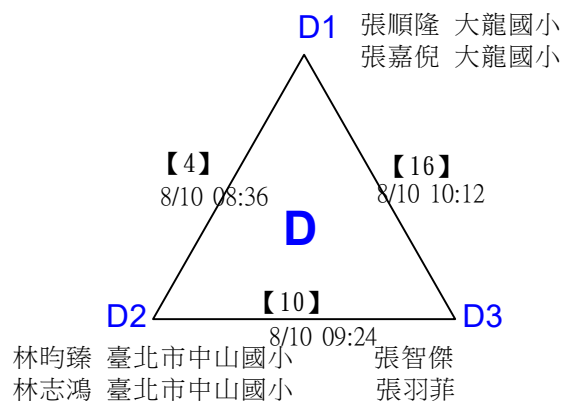 D1
張順隆 大龍國小
張嘉倪 大龍國小
【4】
8/10 08:36
【16】
8/10 10:12
D
【10】
8/10 09:24
D2
D3
林昀臻 臺北市中山國小
林志鴻 臺北市中山國小
張智傑
張羽菲